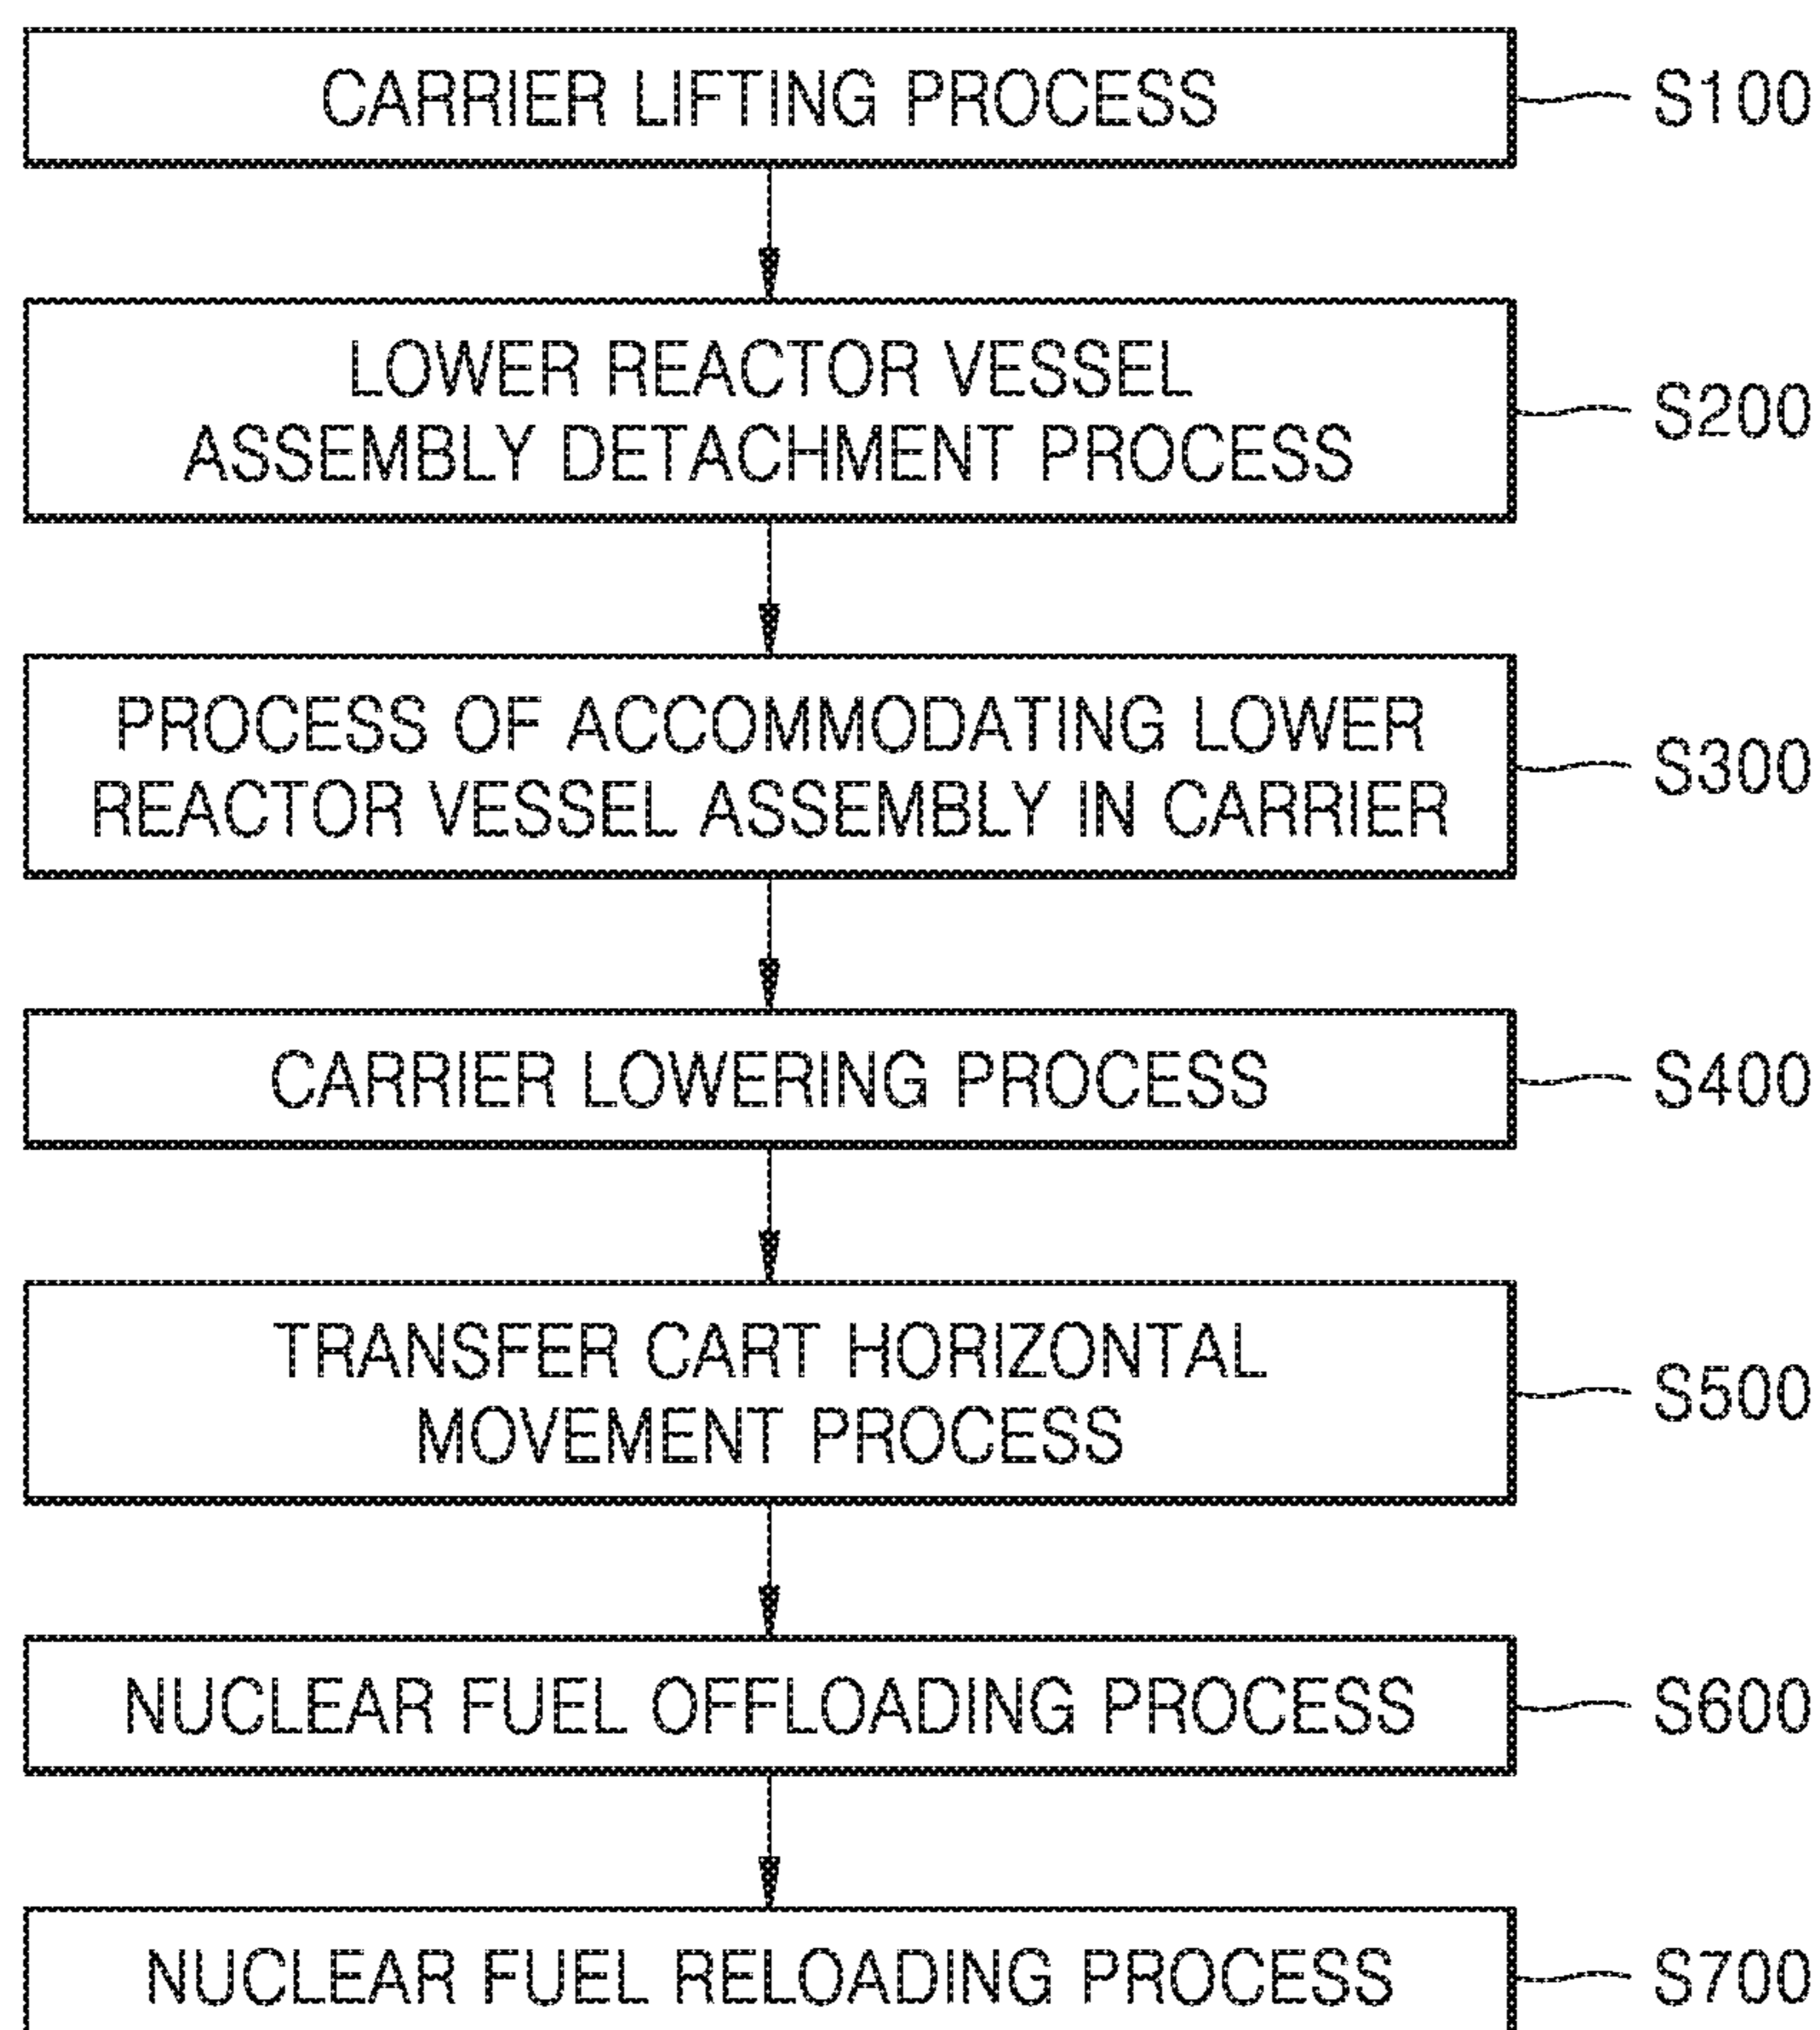 CARRIER LIFTING PROCESS
S100
LOWER REACTOR VESSEL
ASSEMBLY DETACHMENT PROCESS
S200
PROCESS OF ACCOMMODATING LOWER
REACTOR VESSEL ASSEMBLY IN CARRIER
S300
CARRIER LOWERING PROCESS
S400
TRANSFER CART HORIZONTAL
MOVEMENT PROCESS
S500
NUCLEAR FUEL OFFLOADING PROCESS
S600
NUCLEAR FUEL RELOADING PROCESS
S700